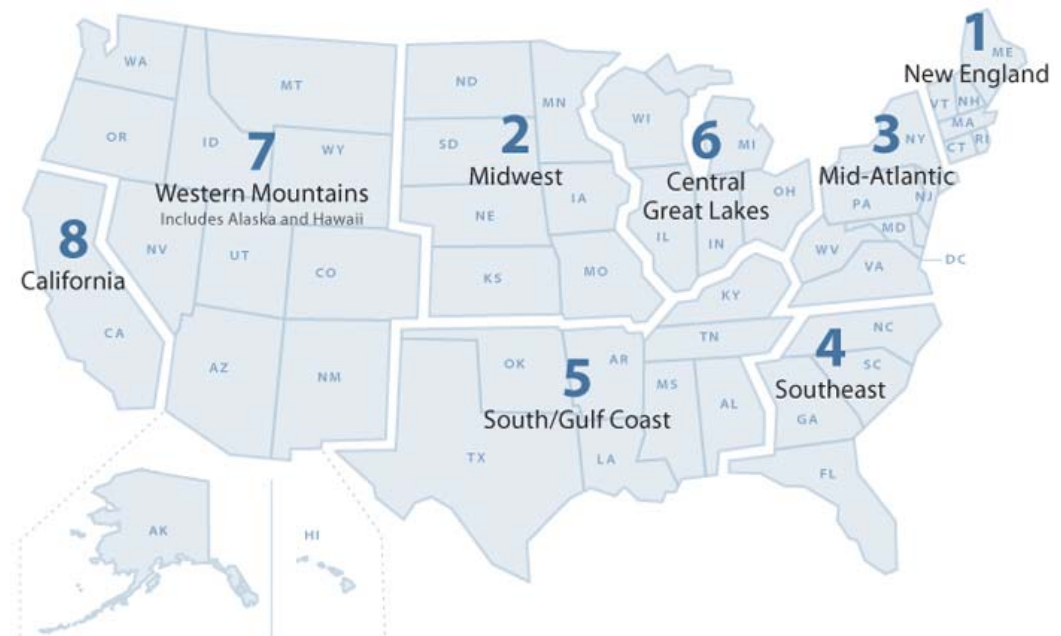 1
New England
ME
VT
NH
MA
CT
RI
2
Midwest
ND
MN
SD
NE
IA
KS
MO
3
Mid-Atlantic
NY
PA
NJ
MD
WV
VA
DC
4
Southeast
NC
SC
GA
FL
5
South/Gulf Coast
OK
AR
TX
LA
MS
AL
TN
KY
6
Central
Great Lakes
WI
MI
IL
IN
OH
7
Western Mountains
Includes Alaska and Hawaii
WA
OR
ID
MT
WY
NV
UT
CO
AZ
NM
AK
HI
8
California
CA